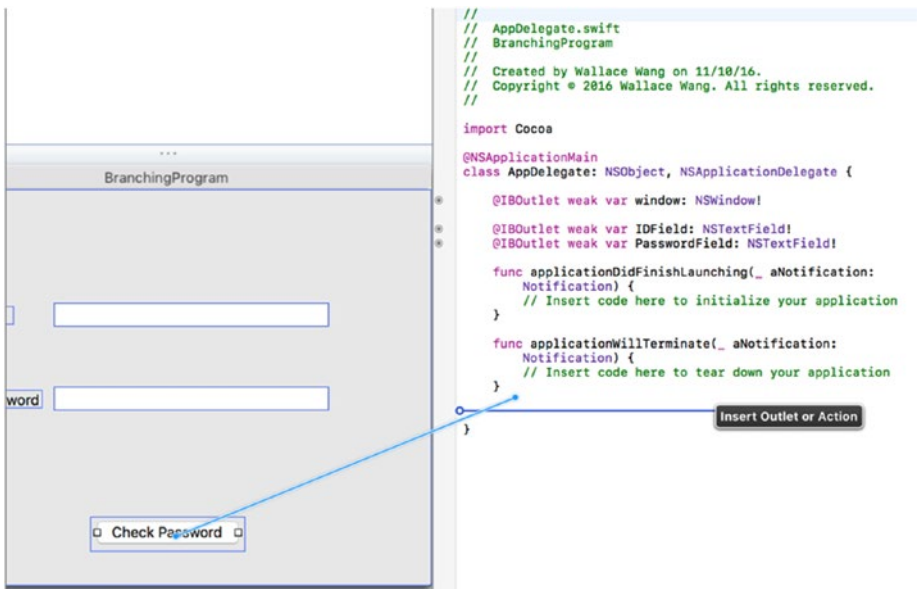 BranchingProgram
word
Check Password
//
// AppDelegate.swift
// BranchingProgram
//
// Created by Wallace Wang on 11/10/16.
// Copyright © 2016 Wallace Wang. All rights reserved.
//
import Cocoa
@NSApplicationMain
class AppDelegate: NSObject, NSApplicationDelegate {
@IBOutlet weak var window: NSWindow!
@IBOutlet weak var IDField: NSTextField!
@IBOutlet weak var PasswordField: NSTextField!
func applicationDidFinishLaunching(_ aNotification:
Notification) {
// Insert code here to initialize your application
}
func applicationWillTerminate(_ aNotification:
Notification) {
// Insert code here to tear down your application
}
Insert Outlet or Action
}